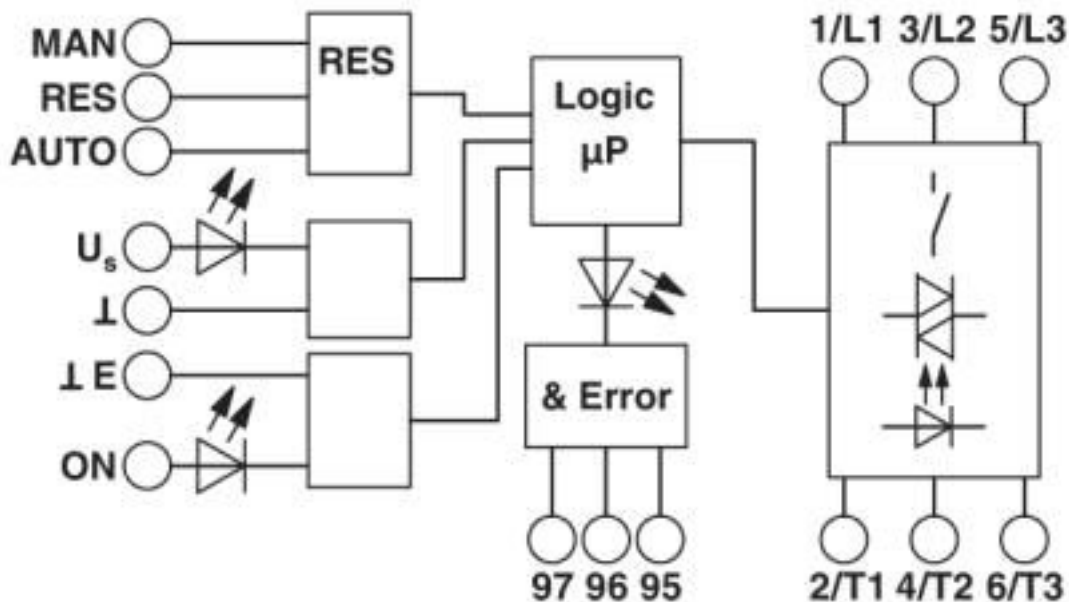 MAN
RES
AUTO
RES
U_s
⊥
⊥ E
ON
Logic
µP
& Error
97 96 95
1/L1 3/L2 5/L3
2/T1 4/T2 6/T3